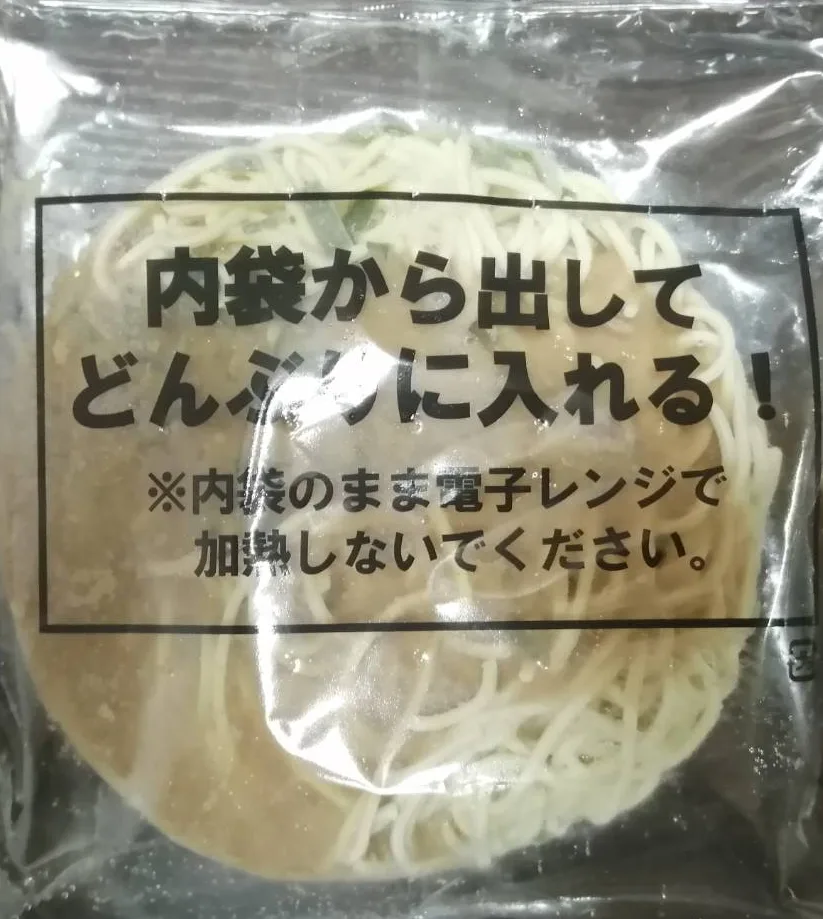 内袋から出して
どんぶりに入れる!
※内袋のまま電子レンジで
加熱しないでください。